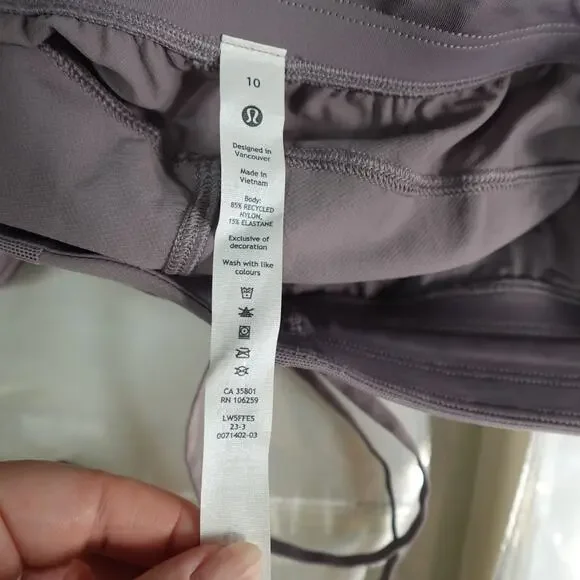 10
Designed in
Vancouver
Made in
Vietnam
Body:
85% RECYCLED
NYLON,
15% ELASTANE
Exclusive of
decoration
Wash with like
colours
CA 35801
RN 106259
LW5FFES
23-3
0071402-03